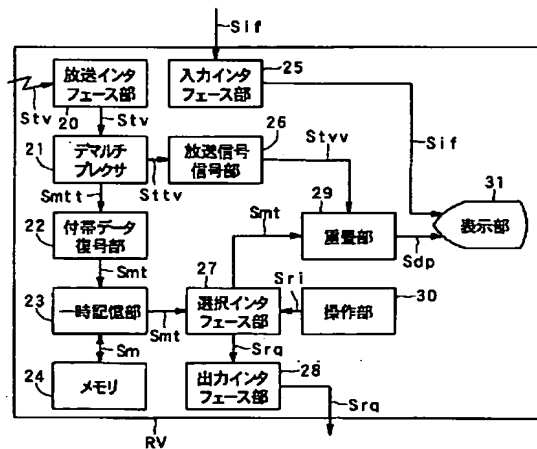 Sif
放送インタ
フェース部
20
Stv
Stv
入力インタ
フェース部
25
デマルチ
プレクサ
21
Sttv
放送信号
信号部
26
Stvv
Sif
Smtt
付帯データ
復号部
22
Smt
29
重畳部
31
表示部
Sdp
Smt
27
一時記憶部
23
Smt
選択インタ
フェース部
Sri
操作部
30
Sm
Srq
メモリ
24
出力インタ
フェース部
28
Srq
RV